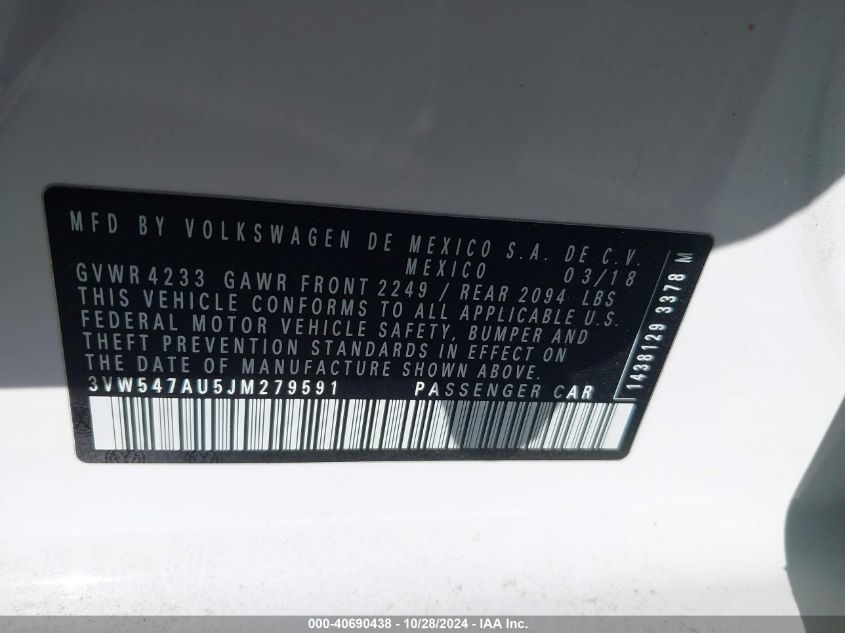 MFD BY VOLKSWAGEN DE MEXICO S.A. DE C.V.
MEXICO 03/18
GVWR 4233 GAWR FRONT 2249 / REAR 2094 LBS
THIS VEHICLE CONFORMS TO ALL APPLICABLE U.S.
FEDERAL MOTOR VEHICLE SAFETY, BUMPER AND
THEFT PREVENTION STANDARDS IN EFFECT ON
THE DATE OF MANUFACTURE SHOWN ABOVE.
3VW547AU5JM279591 PASSENGER CAR
1438129 3378 M
000-40690438 - 10/28/2024 - IAA Inc.